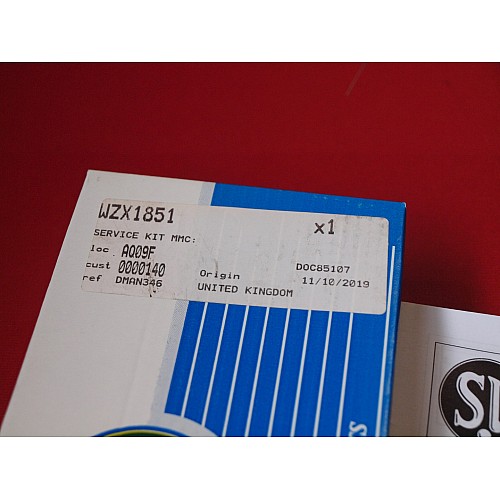 WZX1851 x1
SERVICE KIT MMC:
loc A009F
cust 0000140 Origin DOC85107
ref DMAN346 UNITED KINGDOM 11/10/2019